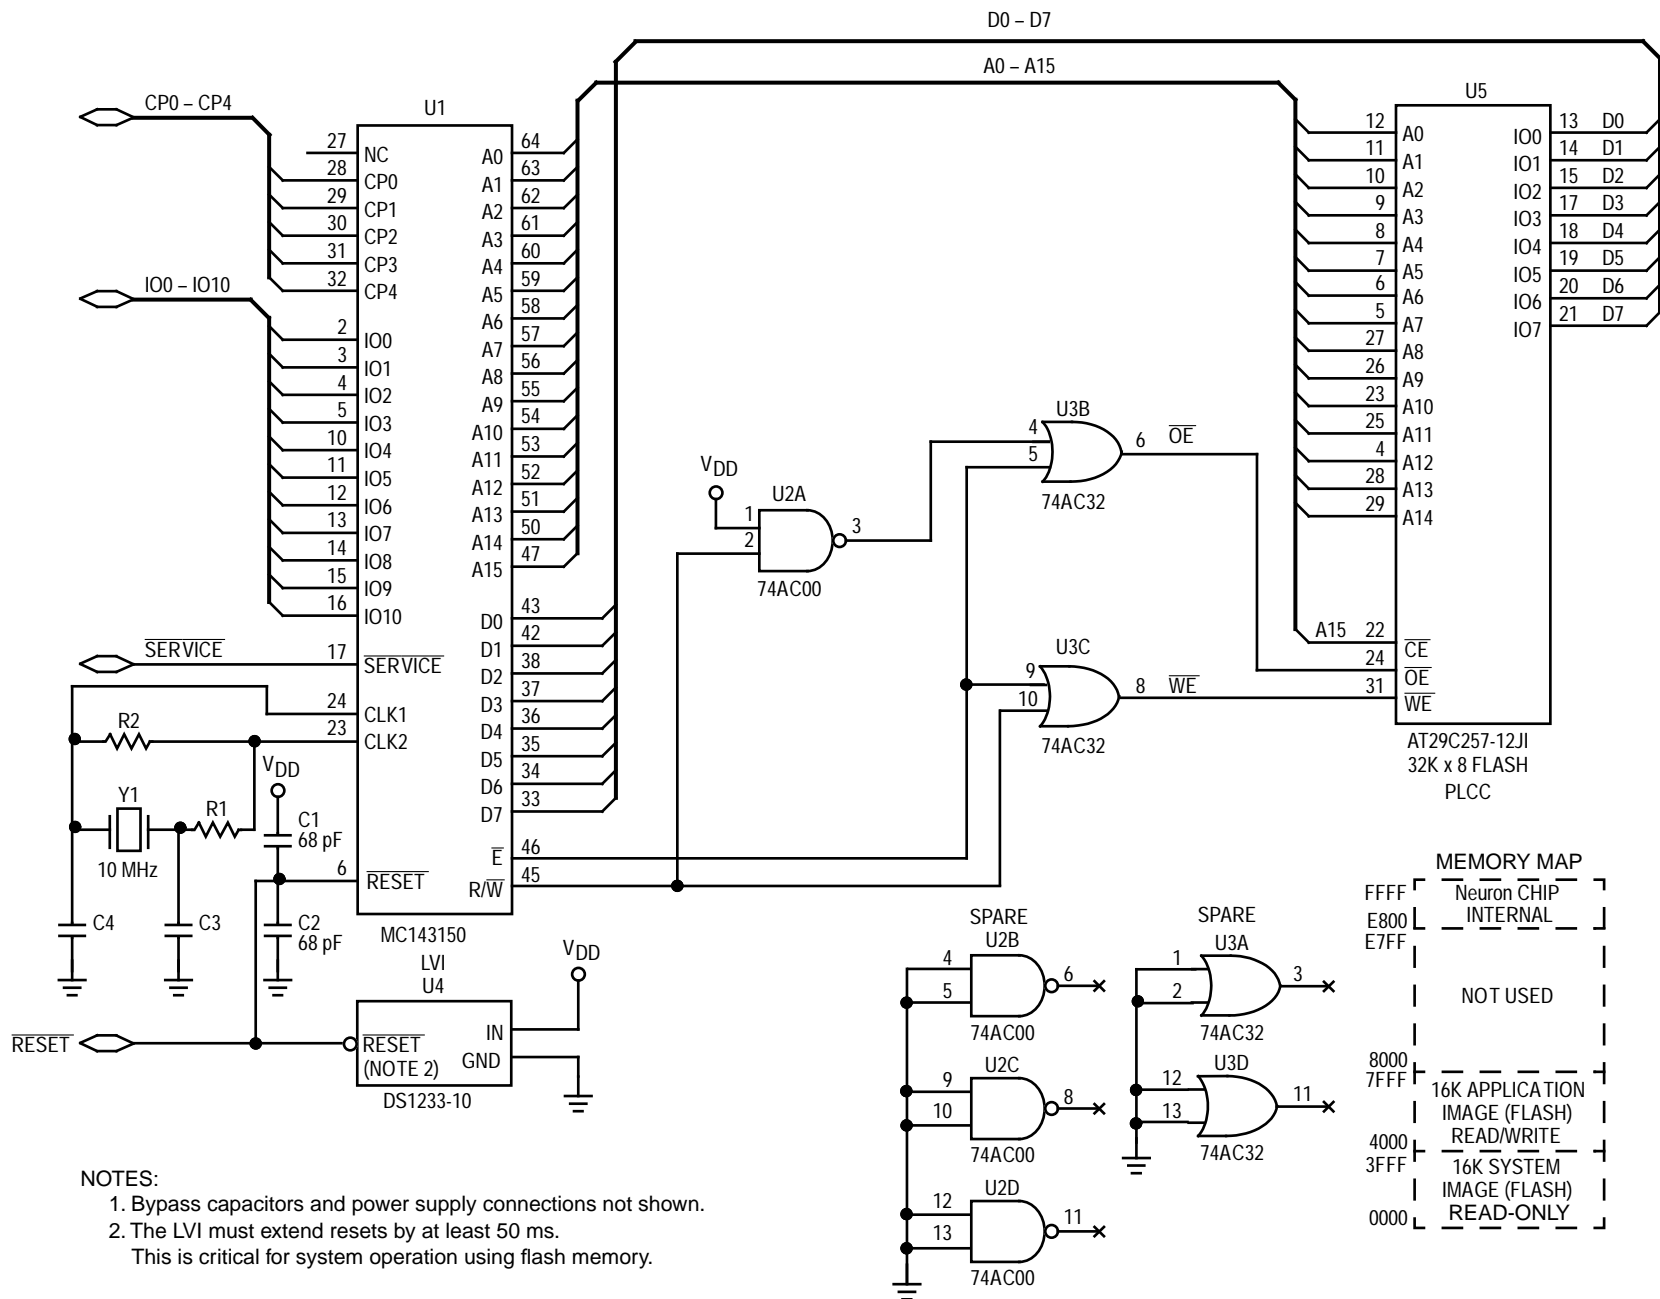 D0 – D7
A0 – A15
CP0 – CP4
IO0 – IO10
SERVICE
RESET
U1
27 NC
28 CP0
29 CP1
30 CP2
31 CP3
32 CP4
2 IO0
3 IO1
4 IO2
5 IO3
10 IO4
11 IO5
12 IO6
13 IO7
14 IO8
15 IO9
16 IO10
17 SERVICE
24 CLK1
23 CLK2
6 RESET
A0 64
A1 63
A2 62
A3 61
A4 60
A5 59
A6 58
A7 57
A8 56
A9 55
A10 54
A11 53
A12 52
A13 51
A14 50
A15 47
D0 43
D1 42
D2 38
D3 37
D4 36
D5 35
D6 34
D7 33
E 46
R/W 45
MC143150
R2
Y1
10 MHz
R1
VDD
C1
68 pF
C2
68 pF
C4
C3
LVI
U4
RESET
(NOTE 2)
IN
GND
DS1233-10
VDD
VDD
U2A
1
2
3
74AC00
U3B
4
5
6 OE
74AC32
U3C
9
10
8 WE
74AC32
U5
12 A0
11 A1
10 A2
9 A3
8 A4
7 A5
6 A6
5 A7
27 A8
26 A9
23 A10
25 A11
4 A12
28 A13
29 A14
A15 22 CE
24 OE
31 WE
IO0 13 D0
IO1 14 D1
IO2 15 D2
IO3 17 D3
IO4 18 D4
IO5 19 D5
IO6 20 D6
IO7 21 D7
AT29C257-12JI
32K x 8 FLASH
PLCC
SPARE
U2B
4
5
6
74AC00
U2C
9
10
8
74AC00
U2D
12
13
11
74AC00
SPARE
U3A
1
2
3
74AC32
U3D
12
13
11
74AC32
MEMORY MAP
FFFF
Neuron CHIP
INTERNAL
E800
E7FF
NOT USED
8000
7FFF
16K APPLICATION
IMAGE (FLASH)
READ/WRITE
4000
3FFF
16K SYSTEM
IMAGE (FLASH)
READ-ONLY
0000
NOTES:
1. Bypass capacitors and power supply connections not shown.
2. The LVI must extend resets by at least 50 ms.
This is critical for system operation using flash memory.